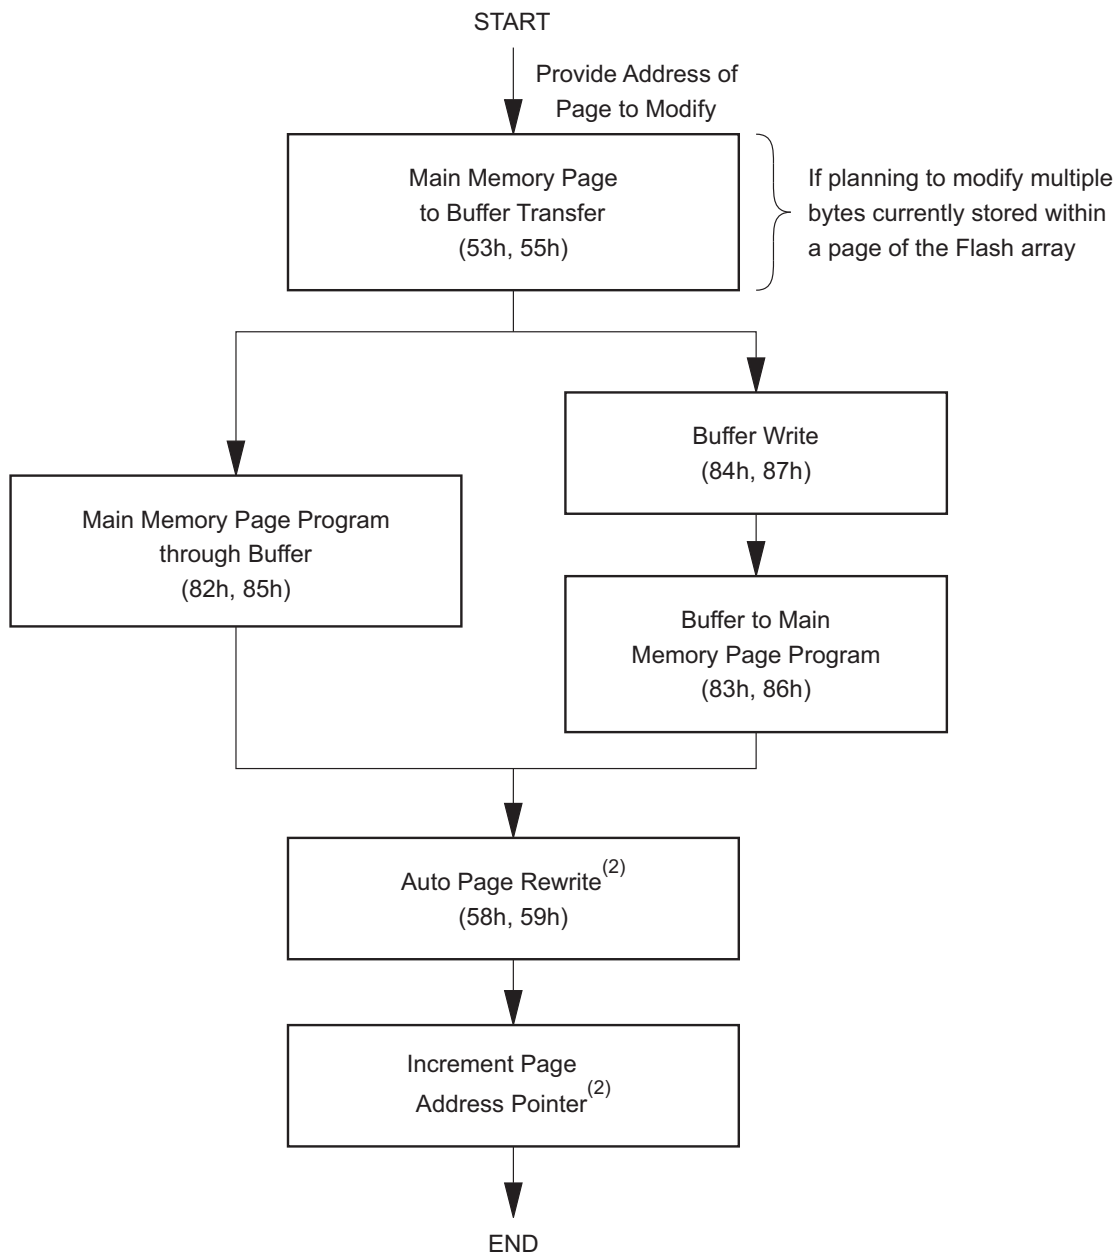 START
Provide Address of
Page to Modify
Main Memory Page
to Buffer Transfer
(53h, 55h)
If planning to modify multiple
bytes currently stored within
a page of the Flash array
Buffer Write
(84h, 87h)
Main Memory Page Program
through Buffer
(82h, 85h)
Buffer to Main
Memory Page Program
(83h, 86h)
Auto Page Rewrite(2)
(58h, 59h)
Increment Page
Address Pointer(2)
END